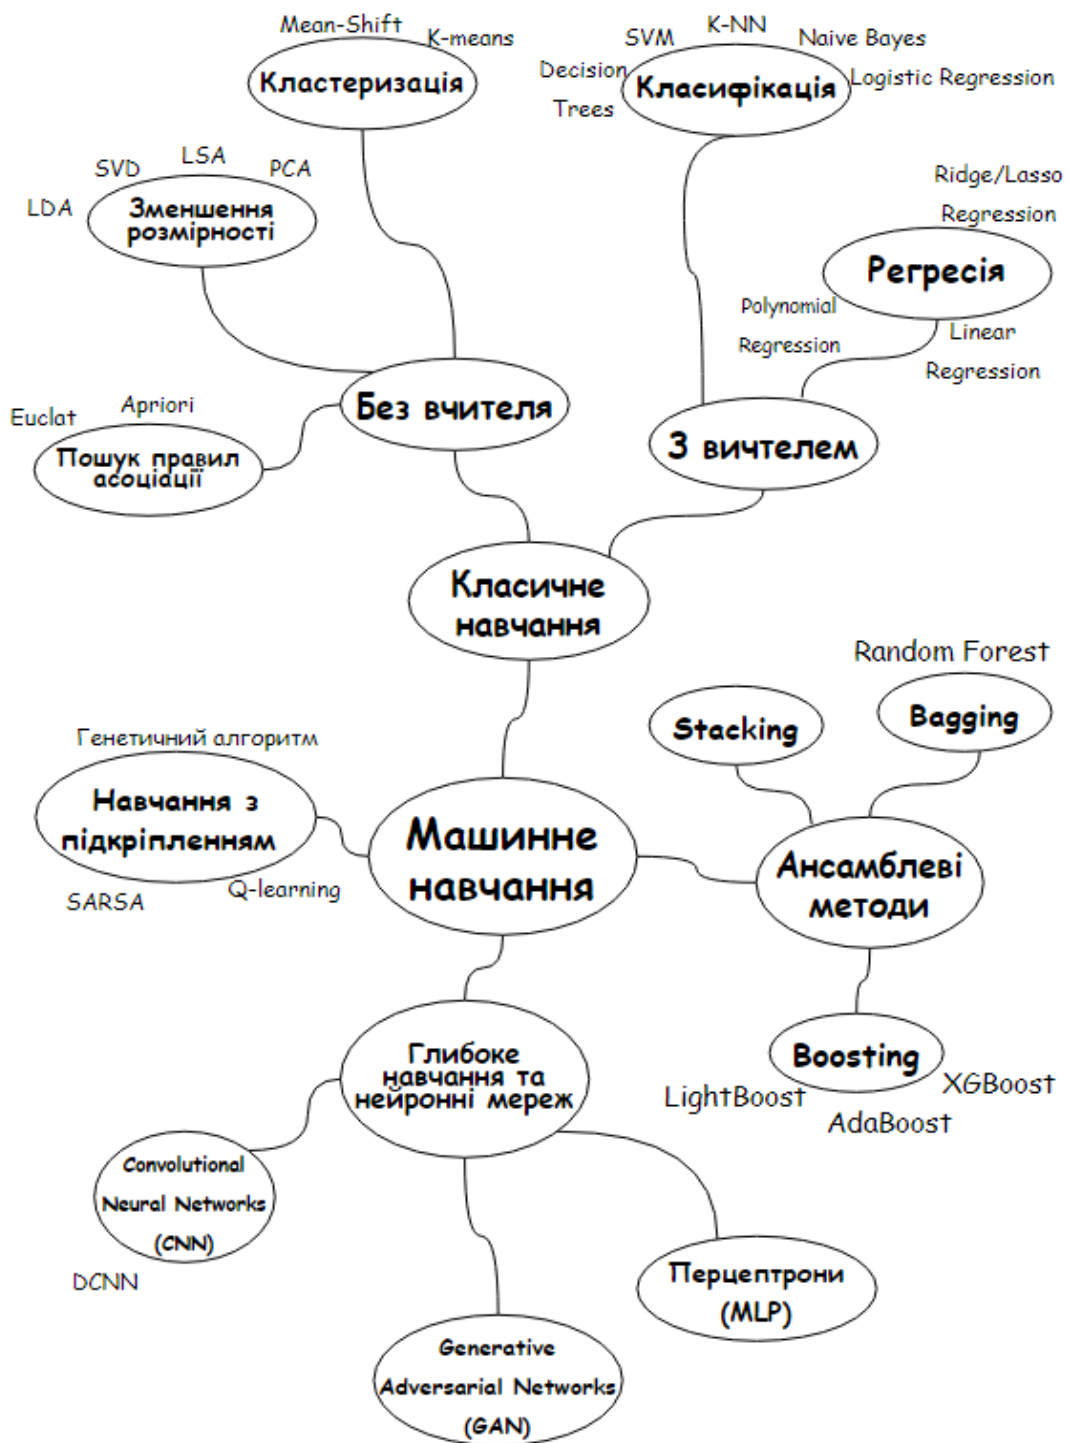 Mean-Shift
K-means
Кластеризація
SVM
K-NN
Naive Bayes
Decision
Trees
Logistic Regression
Класифікація
LDA
SVD
LSA
PCA
Зменшення
розмірності
Ridge/Lasso
Regression
Регресія
Polynomial
Regression
Linear
Regression
Euclat
Apriori
Пошук правил
асоціації
Без вчителя
З вичтелем
Класичне
навчання
Random Forest
Stacking
Bagging
Генетичний алгоритм
Навчання з
підкріпленням
SARSA
Q-learning
Машинне
навчання
Ансамблеві
методи
Boosting
LightBoost
AdaBoost
XGBoost
Глибоке
навчання та
нейронні мереж
Convolutional
Neural Networks
(CNN)
DCNN
Перцептрони
(MLP)
Generative
Adversarial Networks
(GAN)